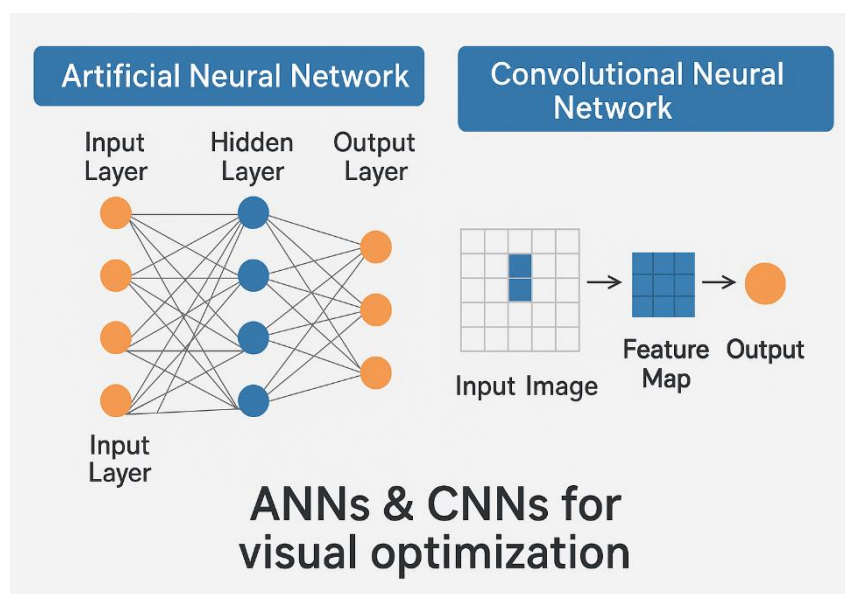 Artificial Neural Network
Convolutional Neural
Network
Input
Layer
Hidden
Layer
Output
Layer
Input
Layer
Input Image
Feature
Map
Output
ANNs & CNNs for
visual optimization